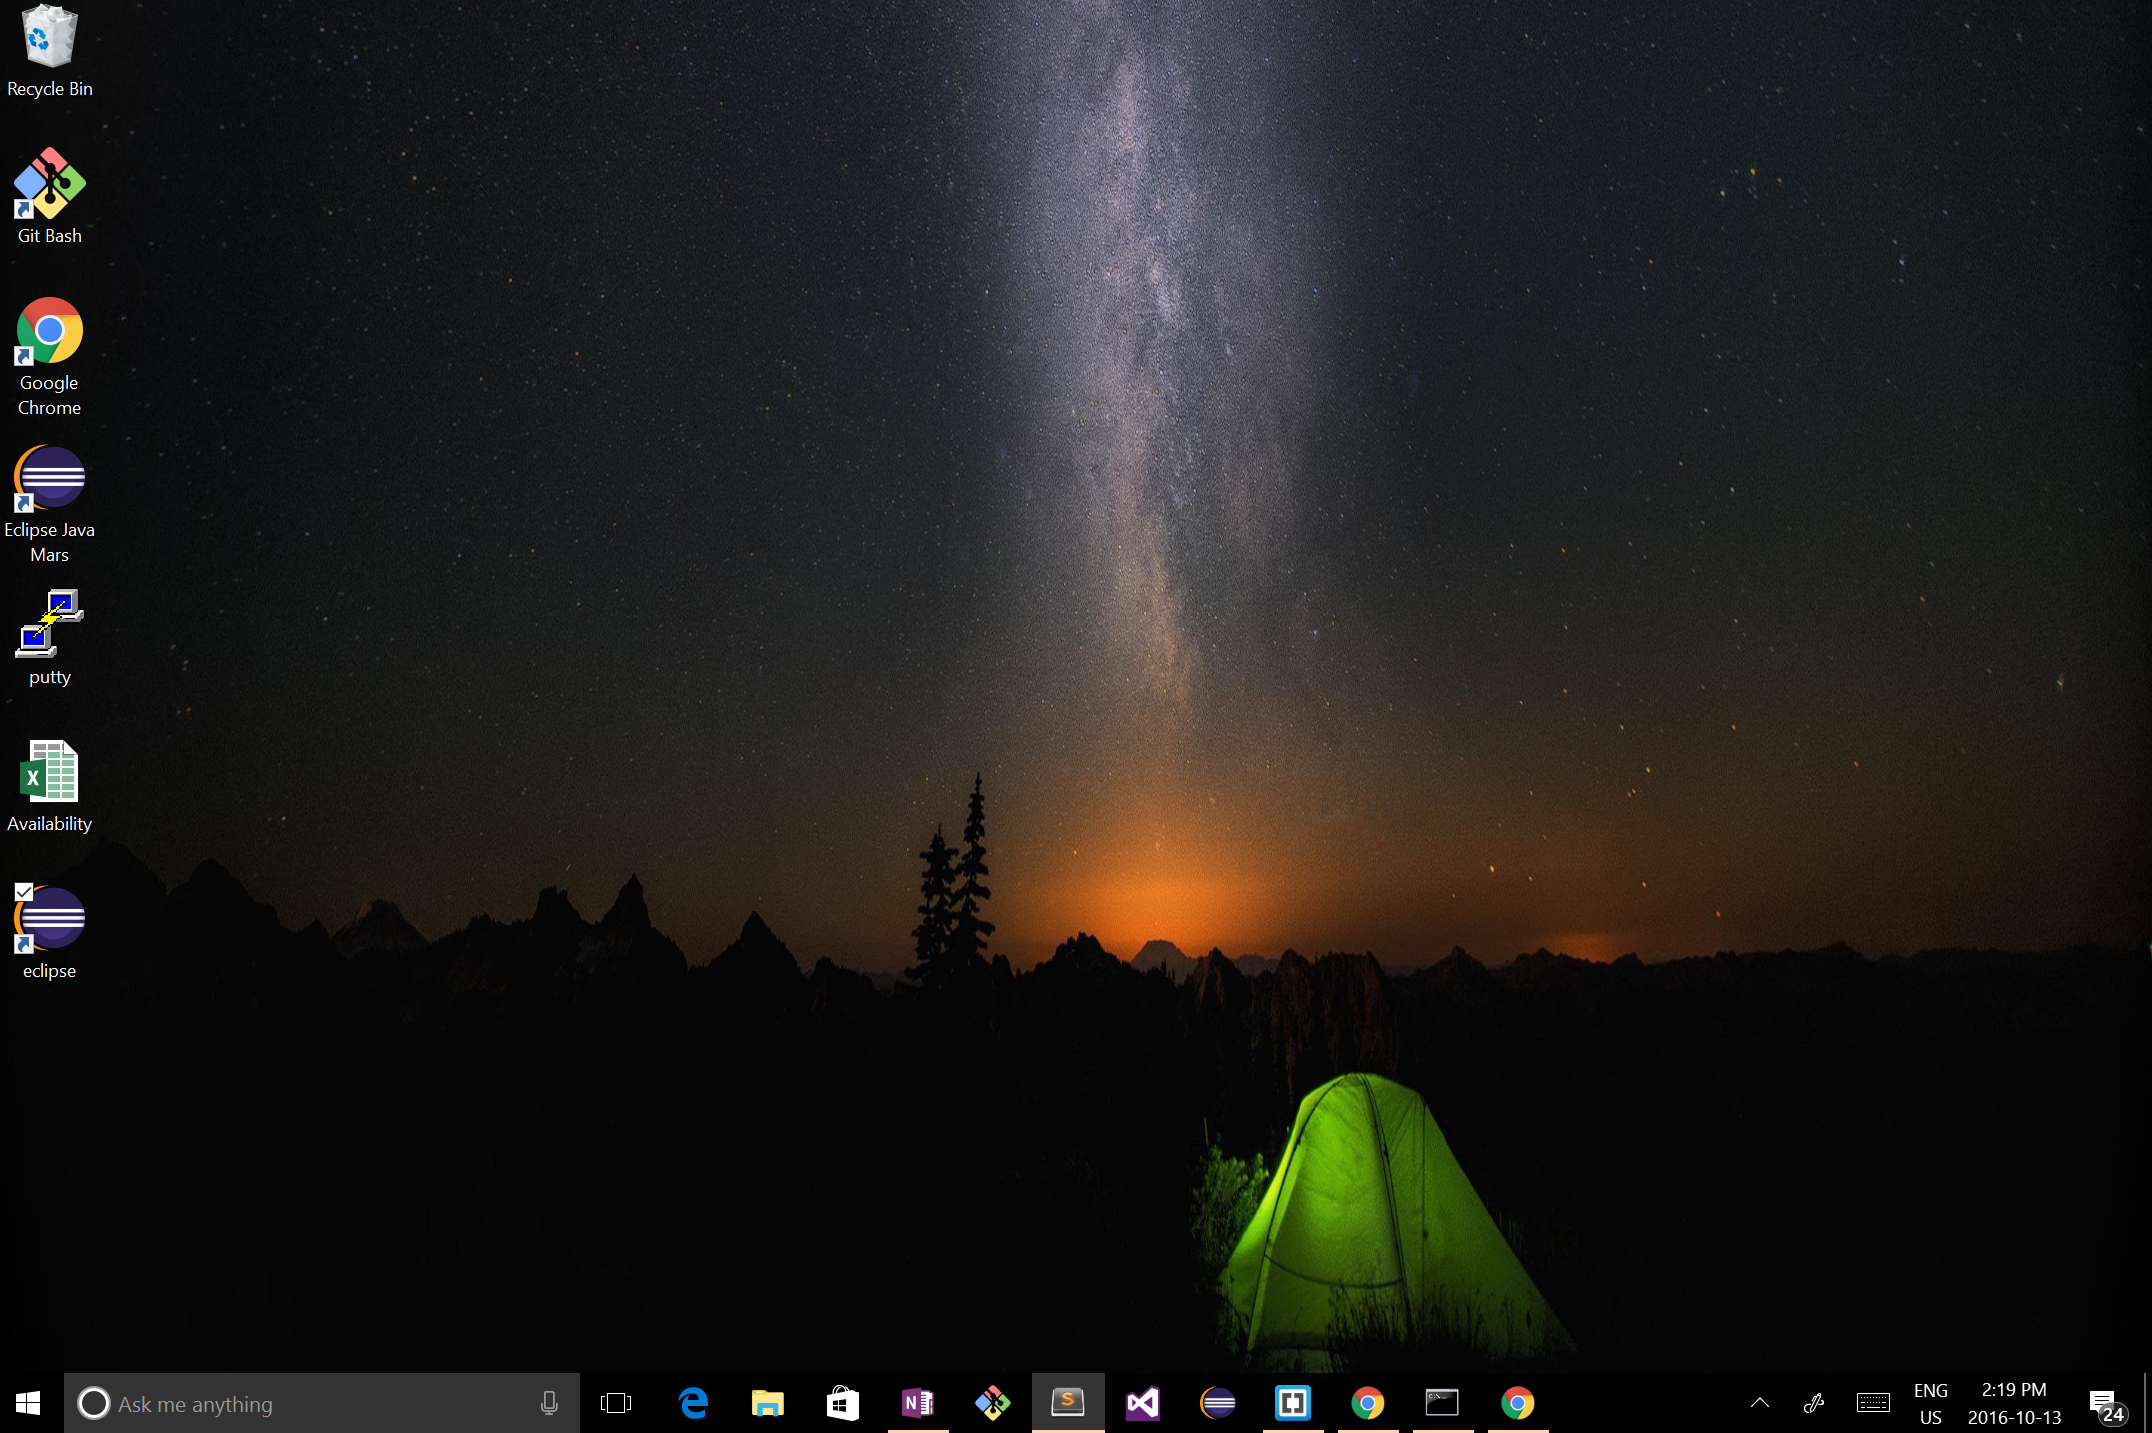 Recycle Bin
Git Bash
Google
Chrome
Eclipse Java
Mars
putty
X
Availability
eclipse
Ask me anything
N
S
ENG
US
2:19 PM
2016-10-13
24